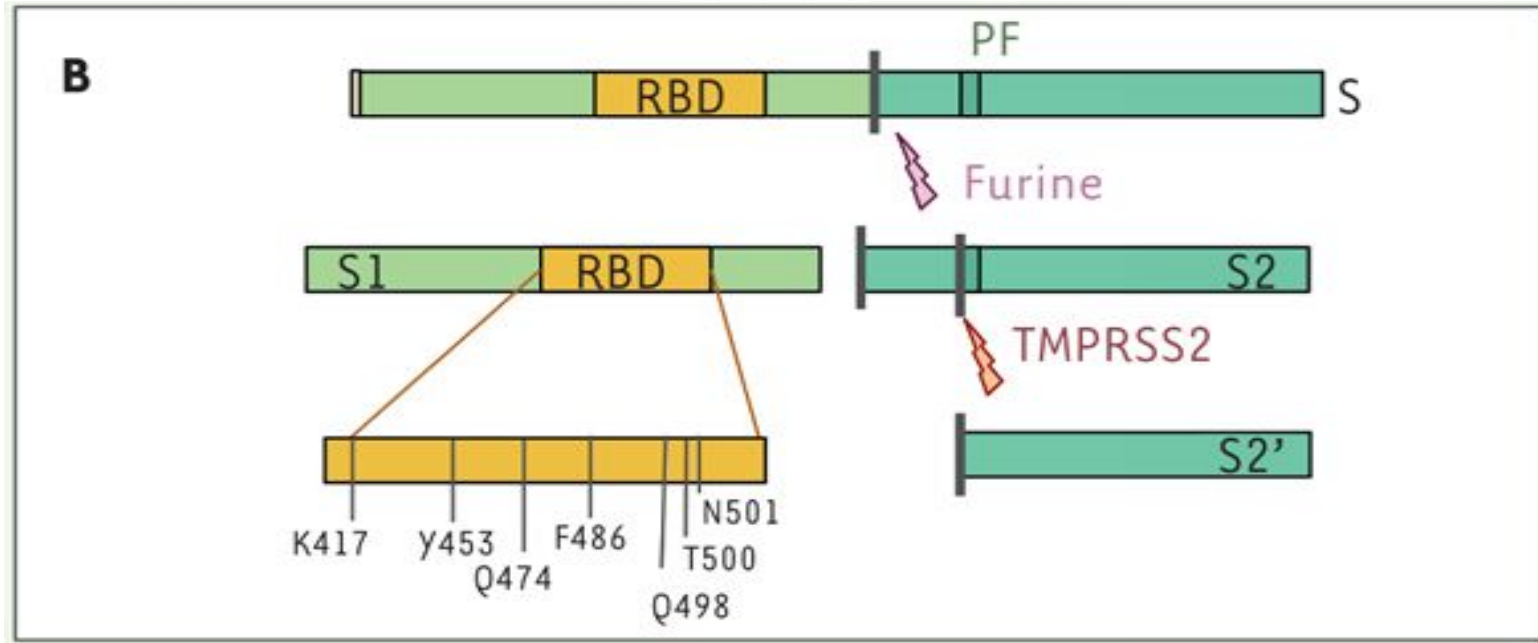 B
PF
RBD
S
Furine
S1
RBD
S2
TMPRSS2
S2’
K417
Y453
Q474
F486
Q498
T500
N501